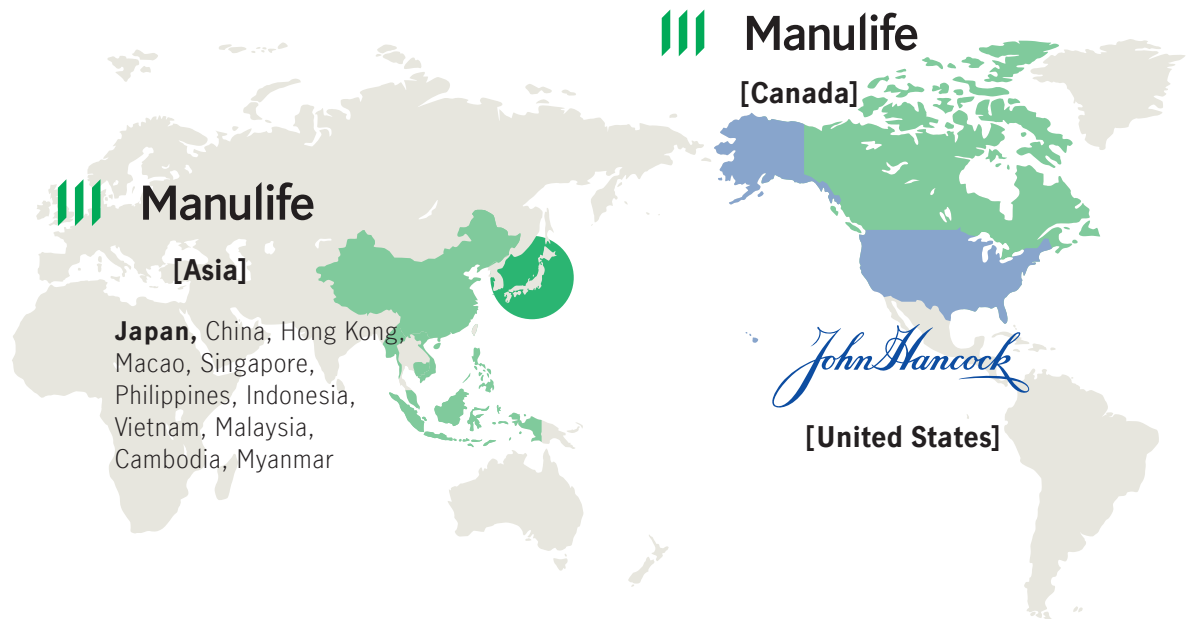 Manulife
[Canada]
Manulife
[Asia]
Japan, China, Hong Kong,
Macao, Singapore,
Philippines, Indonesia,
Vietnam, Malaysia,
Cambodia, Myanmar
John Hancock
[United States]